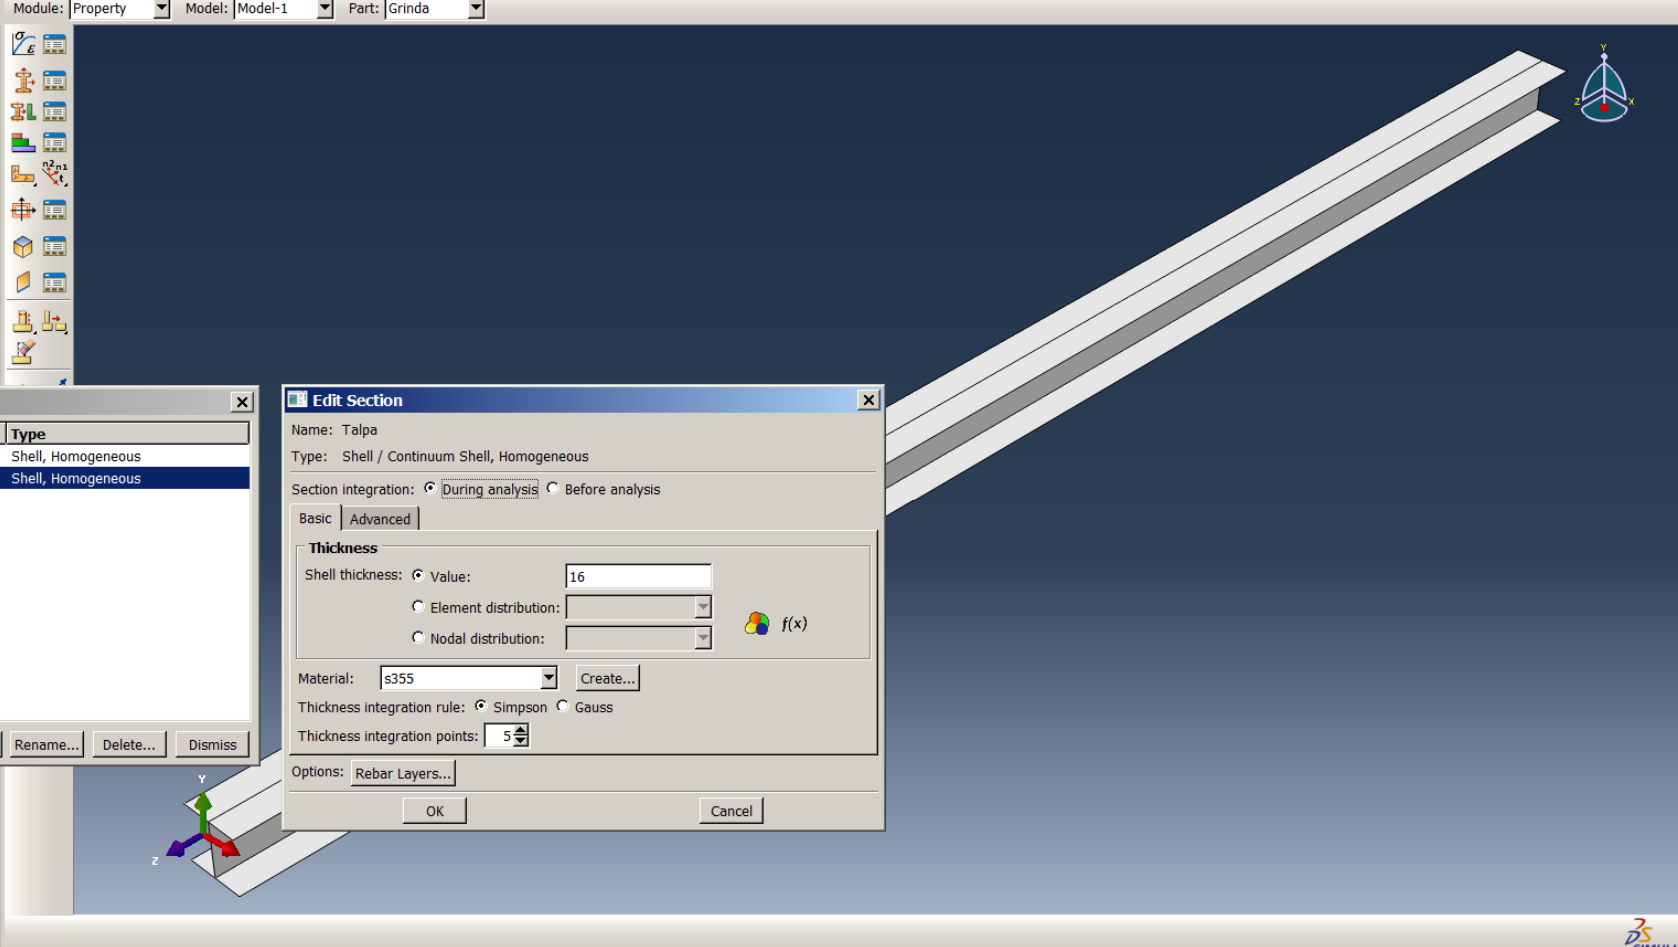 Module: Property Model: Model-1 Part: Grinda
σ
ε
n2 n1
t
Y
Z X
Edit Section
Name: Talpa
Type: Shell / Continuum Shell, Homogeneous
Section integration: During analysis Before analysis
Basic Advanced
Thickness
Shell thickness: Value: 16
Element distribution:
Nodal distribution:
f(x)
Material: s355 Create...
Thickness integration rule: Simpson Gauss
Thickness integration points: 5
Options: Rebar Layers...
OK Cancel
Type
Shell, Homogeneous
Shell, Homogeneous
Rename... Delete... Dismiss
Y
Z